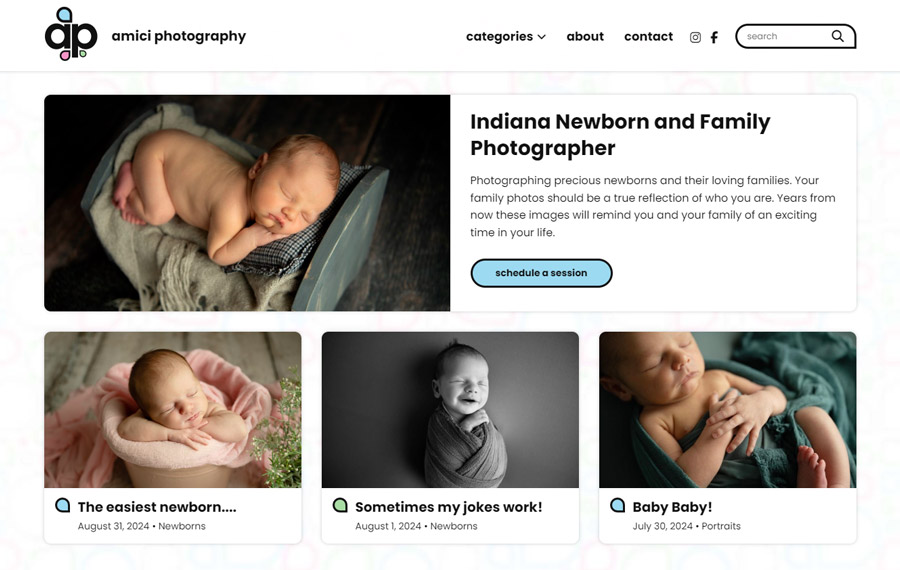 ap
amici photography
categories
about
contact
search
Indiana Newborn and Family
Photographer
Photographing precious newborns and their loving families. Your
family photos should be a true reflection of who you are. Years from
now these images will remind you and your family of an exciting
time in your life.
schedule a session
The easiest newborn....
August 31, 2024 • Newborns
Sometimes my jokes work!
August 1, 2024 • Newborns
Baby Baby!
July 30, 2024 • Portraits